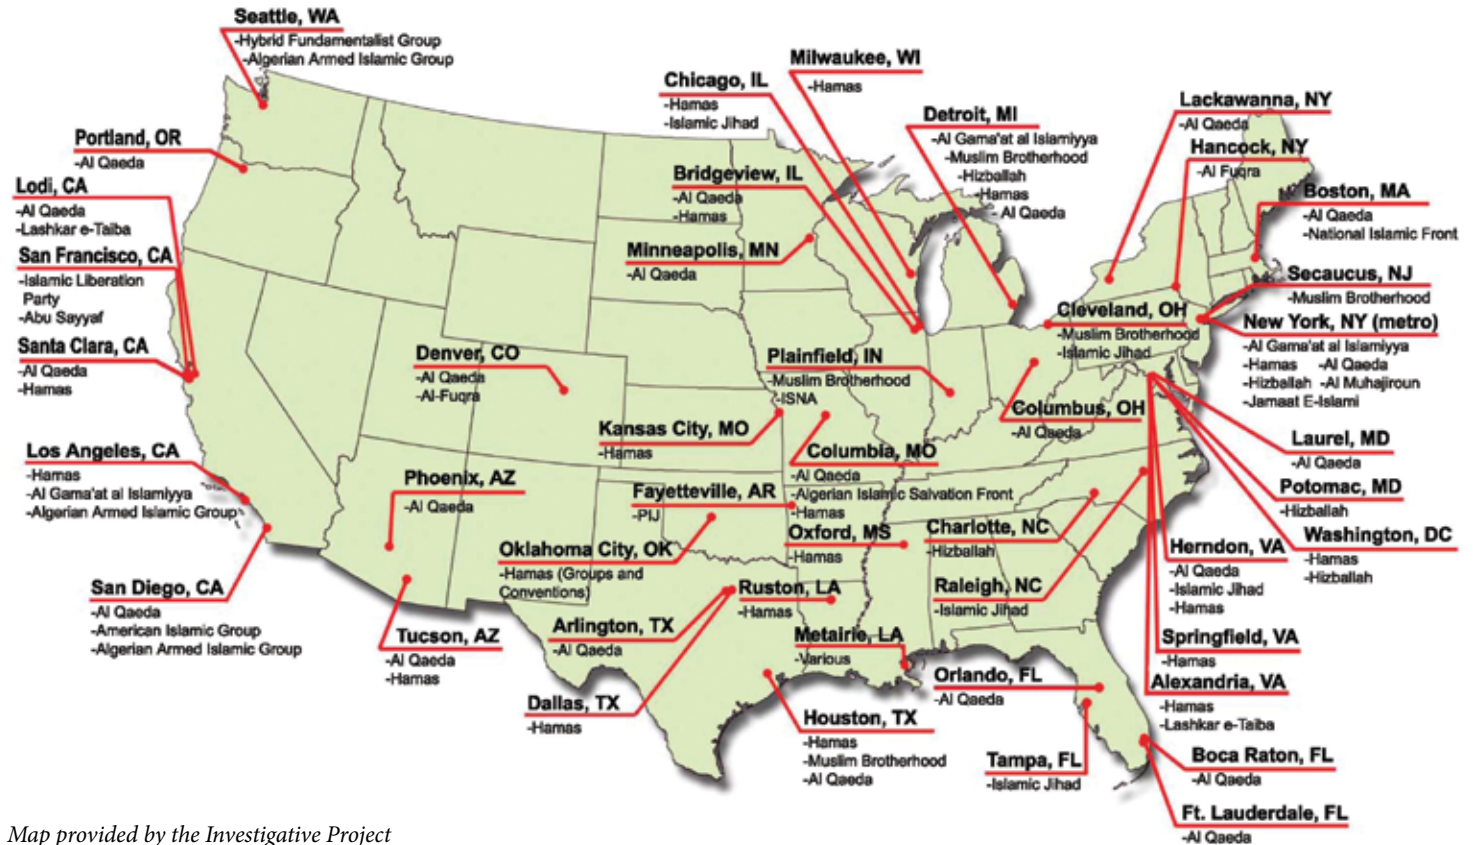 Seattle, WA
-Hybrid Fundamentalist Group
-Algerian Armed Islamic Group
Portland, OR
-Al Qaeda
Lodi, CA
-Al Qaeda
-Lashkar e-Taiba
San Francisco, CA
-Islamic Liberation
Party
-Abu Sayyaf
Santa Clara, CA
-Al Qaeda
-Hamas
Los Angeles, CA
-Hamas
-Al Gama'at al Islamiyya
-Algerian Armed Islamic Group
San Diego, CA
-Al Qaeda
-American Islamic Group
-Algerian Armed Islamic Group
Phoenix, AZ
-Al Qaeda
Tucson, AZ
-Al Qaeda
-Hamas
Denver, CO
-Al Qaeda
-Al-Fuqra
Chicago, IL
-Hamas
-Islamic Jihad
Milwaukee, WI
-Hamas
Bridgeview, IL
-Al Qaeda
-Hamas
Minneapolis, MN
-Al Qaeda
Detroit, MI
-Al Gama'at al Islamiyya
-Muslim Brotherhood
-Hizballah
-Hamas
- Al Qaeda
Plainfield, IN
-Muslim Brotherhood
-ISNA
Kansas City, MO
-Hamas
Columbia, MO
-Al Qaeda
-Algerian Islamic Salvation Front
-Hamas
Fayetteville, AR
-PIJ
Oklahoma City, OK
-Hamas (Groups and
Conventions)
Oxford, MS
-Hamas
Ruston, LA
-Hamas
Metairie, LA
-Various
Arlington, TX
-Al Qaeda
Dallas, TX
-Hamas
Houston, TX
-Hamas
-Muslim Brotherhood
-Al Qaeda
Lackawanna, NY
-Al Qaeda
Hancock, NY
-Al Fuqra
Boston, MA
-Al Qaeda
-National Islamic Front
Secaucus, NJ
-Muslim Brotherhood
New York, NY (metro)
-Al Gama'at al Islamiyya
-Hamas -Al Qaeda
-Hizballah -Al Muhajiroun
-Jamaat E-Islami
Cleveland, OH
-Muslim Brotherhood
-Islamic Jihad
Columbus, OH
-Al Qaeda
Laurel, MD
-Al Qaeda
Potomac, MD
-Hizballah
Washington, DC
-Hamas
-Hizballah
Herndon, VA
-Al Qaeda
-Islamic Jihad
-Hamas
Springfield, VA
-Hamas
Alexandria, VA
-Hamas
-Lashkar e-Taiba
Charlotte, NC
-Hizballah
Raleigh, NC
-Islamic Jihad
Orlando, FL
-Al Qaeda
Tampa, FL
-Islamic Jihad
Boca Raton, FL
-Al Qaeda
Ft. Lauderdale, FL
-Al Qaeda
Map provided by the Investigative Project